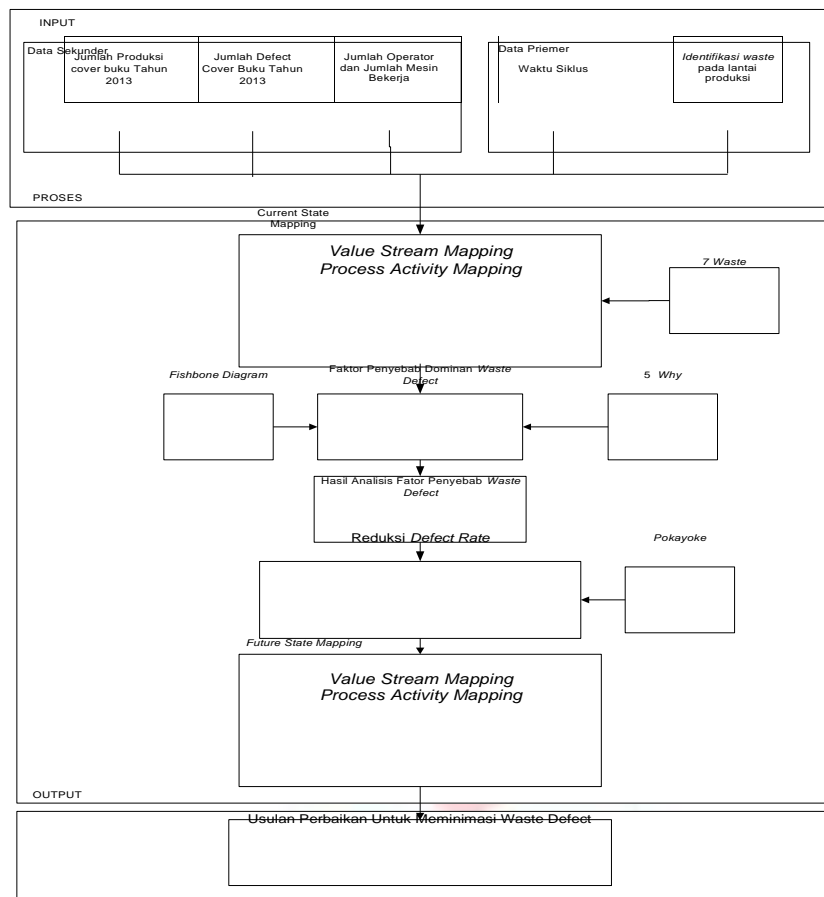 INPUT
Data Sekunder
Jumlah Produksi
cover buku Tahun
2013
Jumlah Defect
Cover Buku Tahun
2013
Jumlah Operator
dan Jumlah Mesin
Bekerja
Data Priemer
Waktu Siklus
Identifikasi waste
pada lantai
produksi
PROSES
Current State
Mapping
Value Stream Mapping
Process Activity Mapping
7 Waste
Fishbone Diagram
Faktor Penyebab Dominan Waste
Defect
5 Why
Hasil Analisis Fator Penyebab Waste
Defect
Reduksi Defect Rate
Pokayoke
Future State Mapping
Value Stream Mapping
Process Activity Mapping
OUTPUT
Usulan Perbaikan Untuk Meminimasi Waste Defect